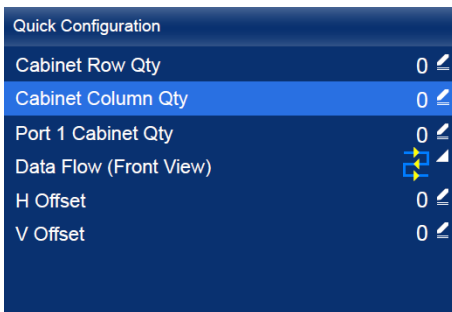 Quick Configuration
Cabinet Row Qty 0
Cabinet Column Qty 0
Port 1 Cabinet Qty 0
Data Flow (Front View)
H Offset 0
V Offset 0